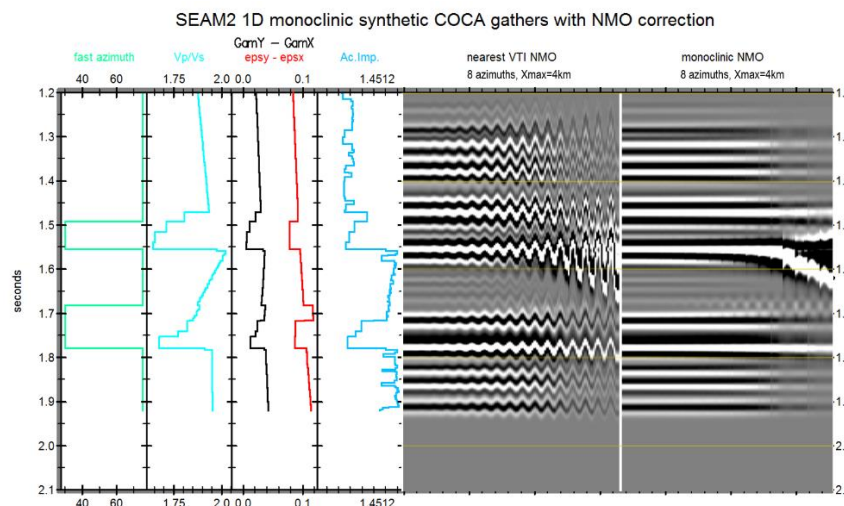 SEAM2 1D monoclinic synthetic COCA gathers with NMO correction
GamY - GamX
fast azimuth Vp/Vs epsy - epsx Ac.Imp. nearest VTI NMO monoclinic NMO
40 60 1.75 2.0 0.0 0.1 1.4512 8 azimuths, Xmax=4km 8 azimuths, Xmax=4km
1.2
1.3
1.4
1.5
1.6
1.7
1.8
1.9
2.0
2.1
seconds
40 60 1.75 2.0 0.0 0.1 1.4512